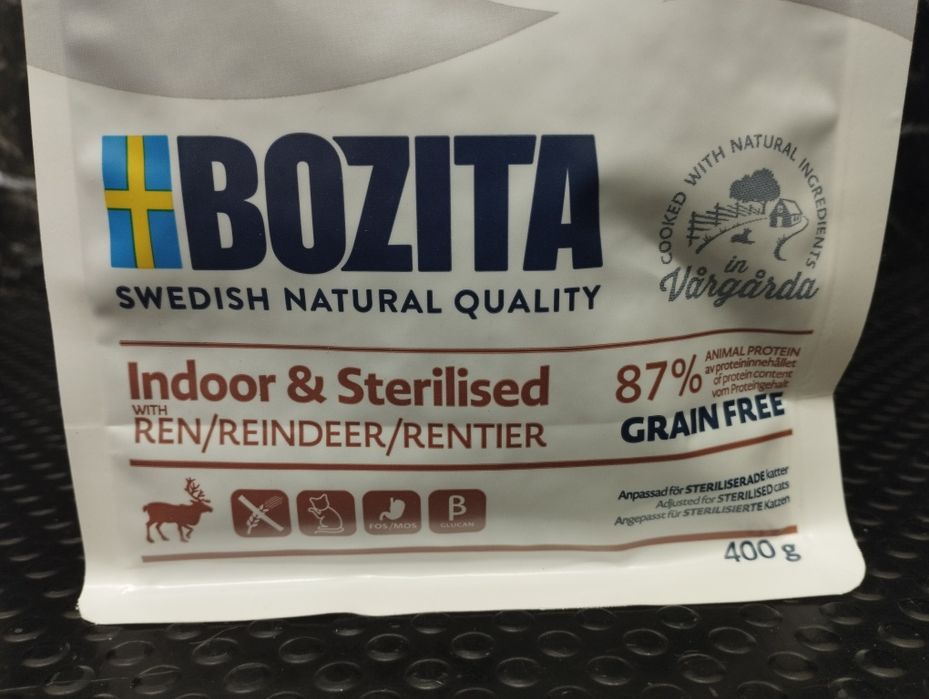 BOZITA
SWEDISH NATURAL QUALITY
COOKED WITH NATURAL INGREDIENTS
in
Vårgårda
Indoor & Sterilised
WITH
REN/REINDEER/RENTIER
87%
ANIMAL PROTEIN
av proteininnehållet
of protein content
vom Proteingehalt
GRAIN FREE
FOS/MOS
β
GLUCAN
Anpassad för STERILISERADE katter
Adjusted for STERILISED cats
Angepasst für STERILISIERTE Katzen
400 g